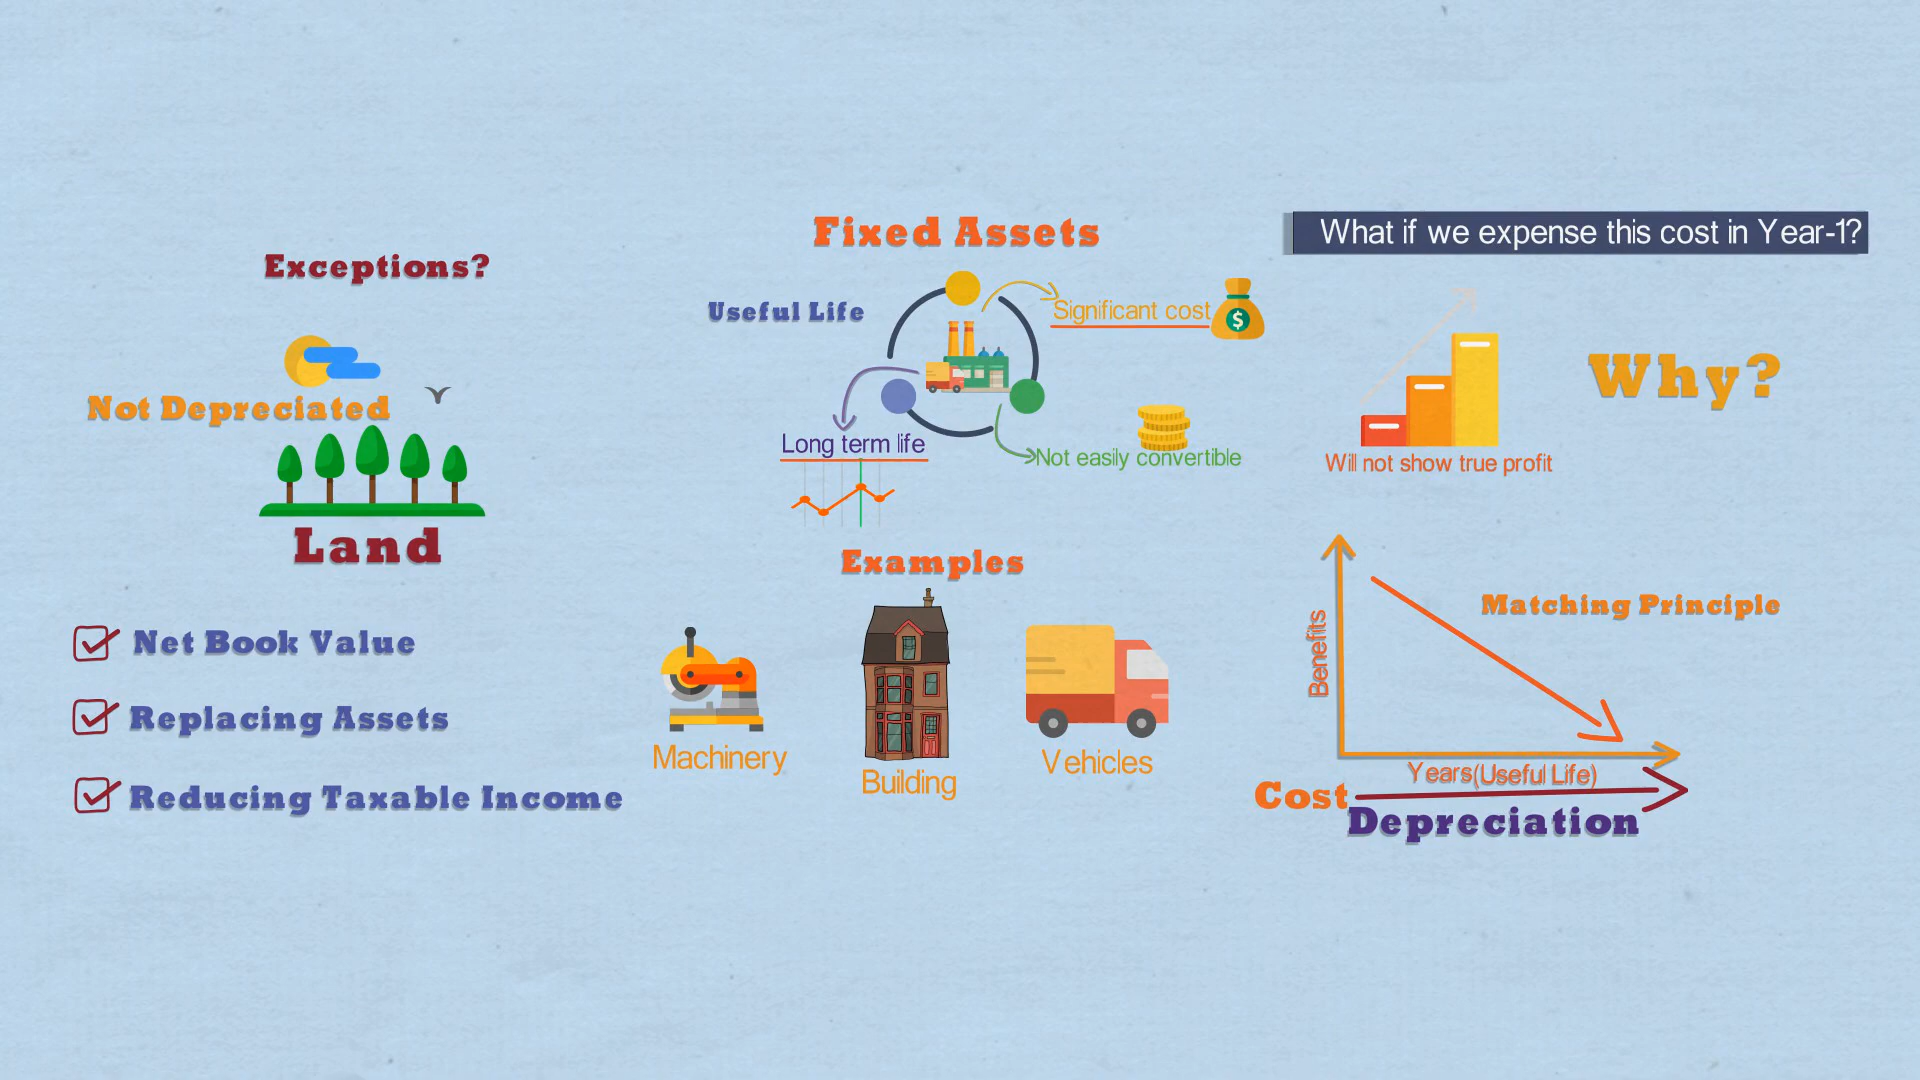 Exceptions?
Not Depreciated
Land
Net Book Value
Replacing Assets
Reducing Taxable Income
Fixed Assets
Useful Life
Significant cost
$
Long term life
Not easily convertible
Examples
Machinery
Building
Vehicles
What if we expense this cost in Year-1?
Why?
Will not show true profit
Matching Principle
Benefits
Years(Useful Life)
Cost
Depreciation